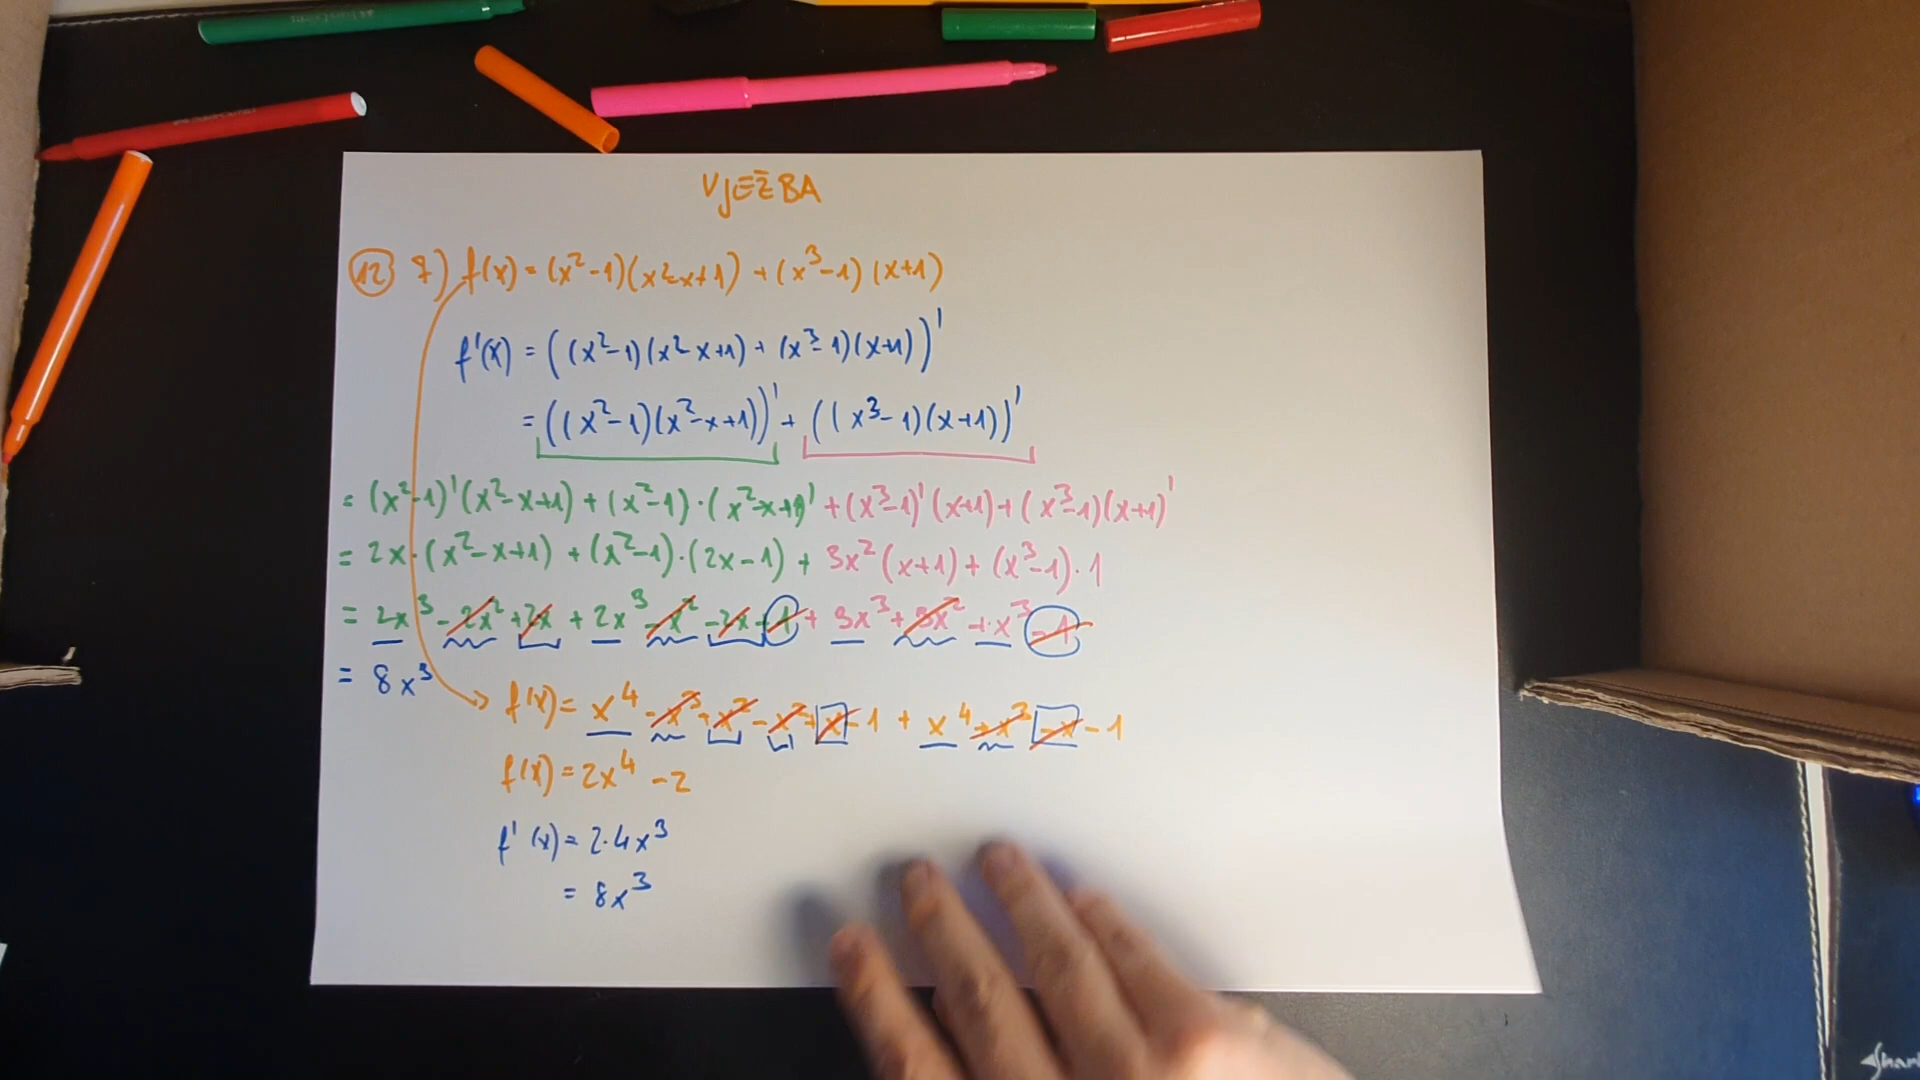 VJEŽBA
12 7) f(x) = (x²-1)(x²-x+1) + (x³-1)(x+1)
f'(x) = ((x²-1)(x²-x+1) + (x³-1)(x+1))'
= ((x²-1)(x²-x+1))' + ((x³-1)(x+1))'
= (x²-1)'(x²-x+1) + (x²-1)·(x²-x+1)' + (x³-1)'(x+1) + (x³-1)(x+1)'
= 2x·(x²-x+1) + (x²-1)·(2x-1) + 3x²(x+1) + (x³-1)·1
= 2x³ - 2x² + 2x + 2x³ - x² - 2x + 1 + 3x³ + 3x² + x³ - 1
= 8x³
f(x) = x⁴ - x³ + x² - x² + x - 1 + x⁴ + x³ - x - 1
f(x) = 2x⁴ - 2
f'(x) = 2·4x³
= 8x³